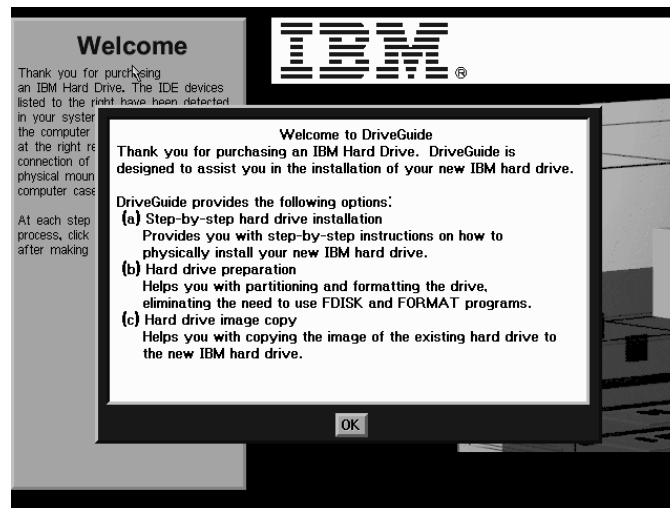 Welcome
Thank you for purchasing
an IBM Hard Drive. The IDE devices
listed to the right have been detected
in your
the computer
at the right
connection of
physical
computer case
At each step
process, click
after making
IBM®
Welcome to DriveGuide
Thank you for purchasing an IBM Hard Drive. DriveGuide is
designed to assist you in the installation of your new IBM hard drive.
DriveGuide provides the following options:
(a) Step-by-step hard drive installation
Provides you with step-by-step instructions on how to
physically install your new IBM hard drive.
(b) Hard drive preparation
Helps you with partitioning and formatting the drive,
eliminating the need to use FDISK and FORMAT programs.
(c) Hard drive image copy
Helps you with copying the image of the existing hard drive to
the new IBM hard drive.
OK